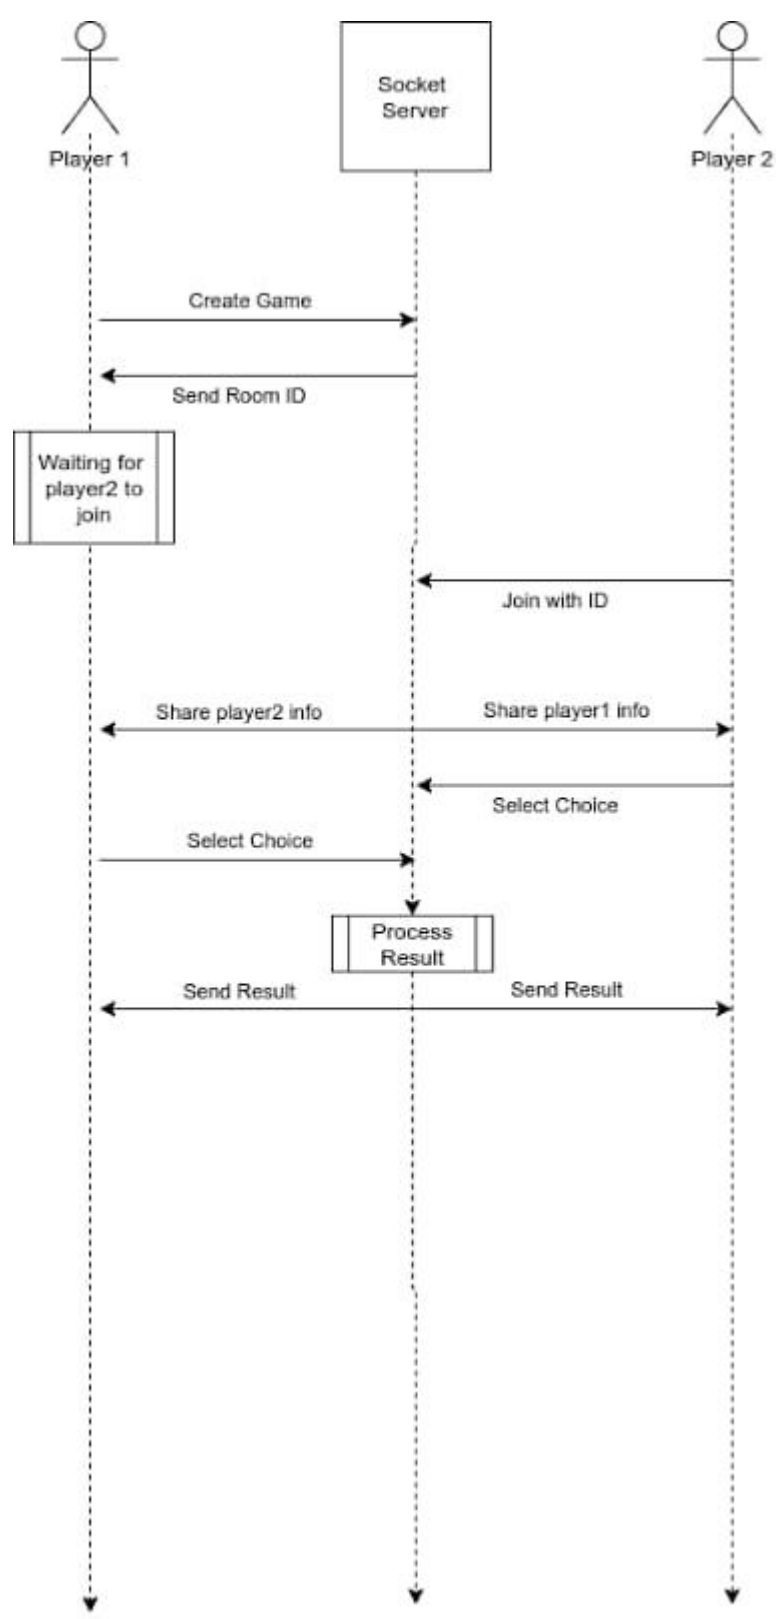 Socket
Server
Player 1
Player 2
Create Game
Send Room ID
Waiting for
player2 to
join
Join with ID
Share player2 info
Share player1 info
Select Choice
Select Choice
Process
Result
Send Result
Send Result